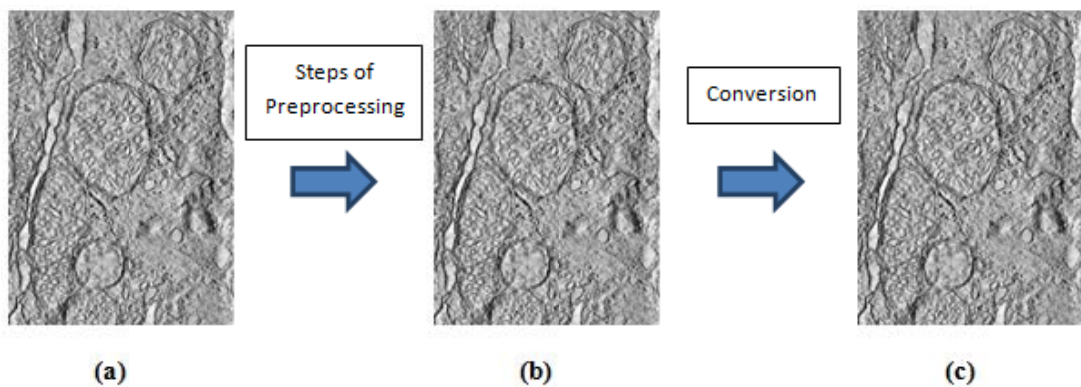 Steps of
Preprocessing
Conversion
(a)
(b)
(c)